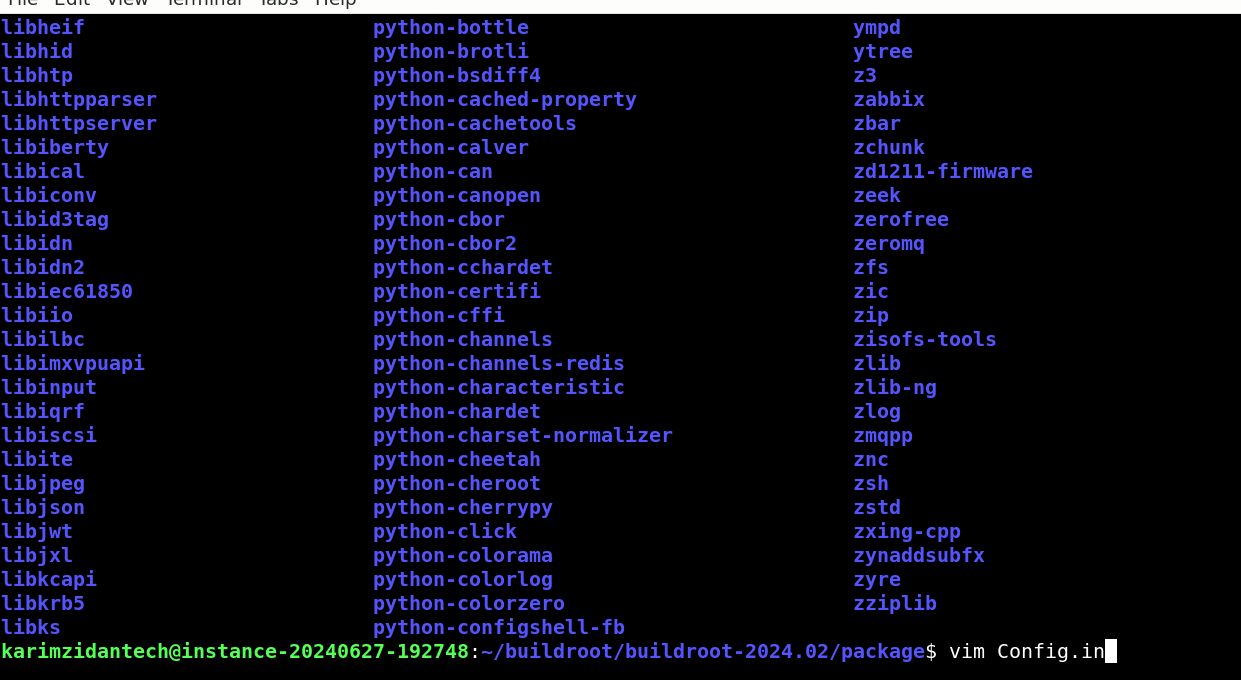 File Edit View Terminal Tabs Help
libheif python-bottle ympd
libhid python-brotli ytree
libhtp python-bsdiff4 z3
libhttpparser python-cached-property zabbix
libhttpserver python-cachetools zbar
libiberty python-calver zchunk
libical python-can zd1211-firmware
libiconv python-canopen zeek
libid3tag python-cbor zerofree
libidn python-cbor2 zeromq
libidn2 python-cchardet zfs
libiec61850 python-certifi zic
libiio python-cffi zip
libilbc python-channels zisofs-tools
libimxvpuapi python-channels-redis zlib
libinput python-characteristic zlib-ng
libiqrf python-chardet zlog
libiscsi python-charset-normalizer zmqpp
libite python-cheetah znc
libjpeg python-cheroot zsh
libjson python-cherrypy zstd
libjwt python-click zxing-cpp
libjxl python-colorama zynaddsubfx
libkcapi python-colorlog zyre
libkrb5 python-colorzero zziplib
libks python-configshell-fb
karimzidantech@instance-20240627-192748:~/buildroot/buildroot-2024.02/package$ vim Config.in